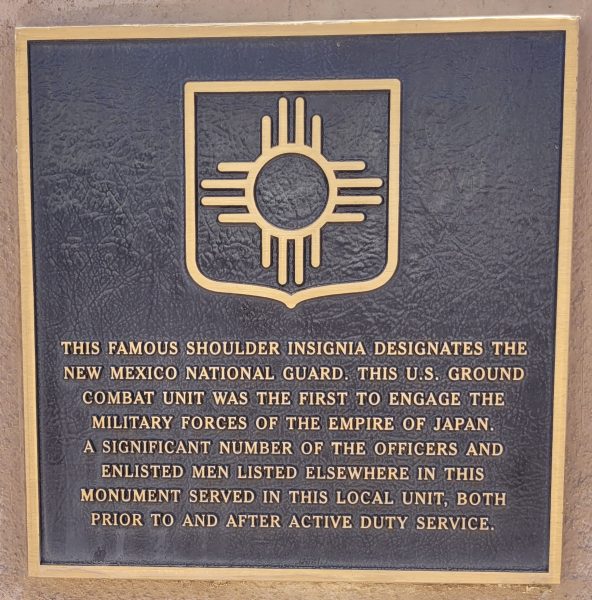 THIS FAMOUS SHOULDER INSIGNIA DESIGNATES THE
NEW MEXICO NATIONAL GUARD. THIS U.S. GROUND
COMBAT UNIT WAS THE FIRST TO ENGAGE THE
MILITARY FORCES OF THE EMPIRE OF JAPAN.
A SIGNIFICANT NUMBER OF THE OFFICERS AND
ENLISTED MEN LISTED ELSEWHERE IN THIS
MONUMENT SERVED IN THIS LOCAL UNIT, BOTH
PRIOR TO AND AFTER ACTIVE DUTY SERVICE.